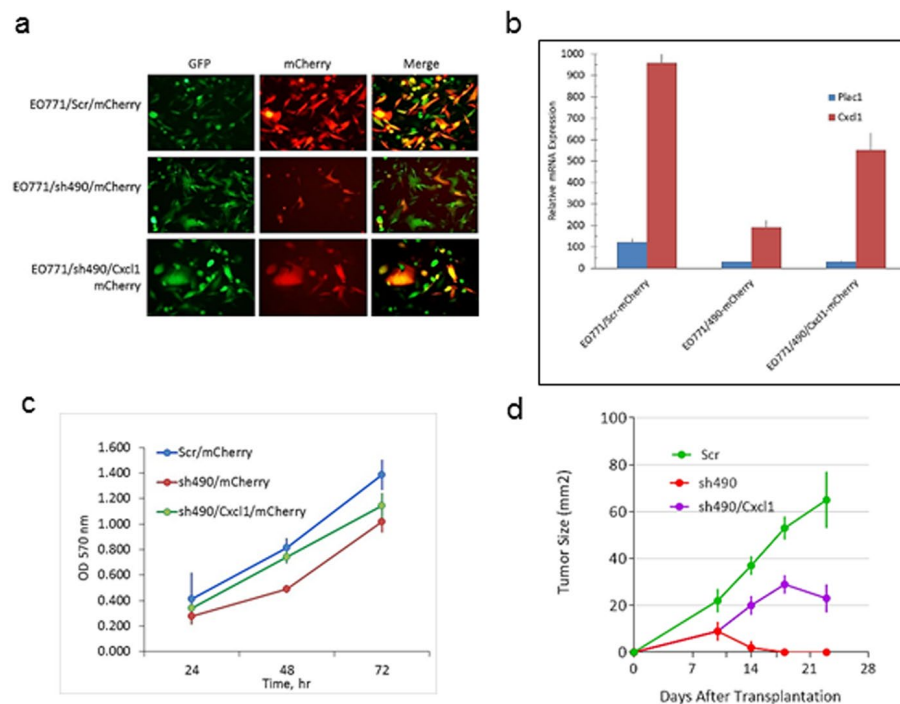 a
GFP mCherry Merge
EO771/Scr/mCherry
EO771/sh490/mCherry
EO771/sh490/Cxcl1
mCherry
b
1000
900
800
700
600
500
400
300
200
100
0
Relative mRNA Expression
Plac1
Cxcl1
EO771/Scr-mCherry
EO771/490-mCherry
EO771/490/Cxcl1-mCherry
c
1.600
1.400
1.200
1.000
0.800
0.600
0.400
0.200
0.000
OD 570 nm
Scr/mCherry
sh490/mCherry
sh490/Cxcl1/mCherry
24 48 72
Time, hr
d
100
80
60
40
20
0
Tumor Size (mm2)
Scr
sh490
sh490/Cxcl1
0 7 14 21 28
Days After Transplantation